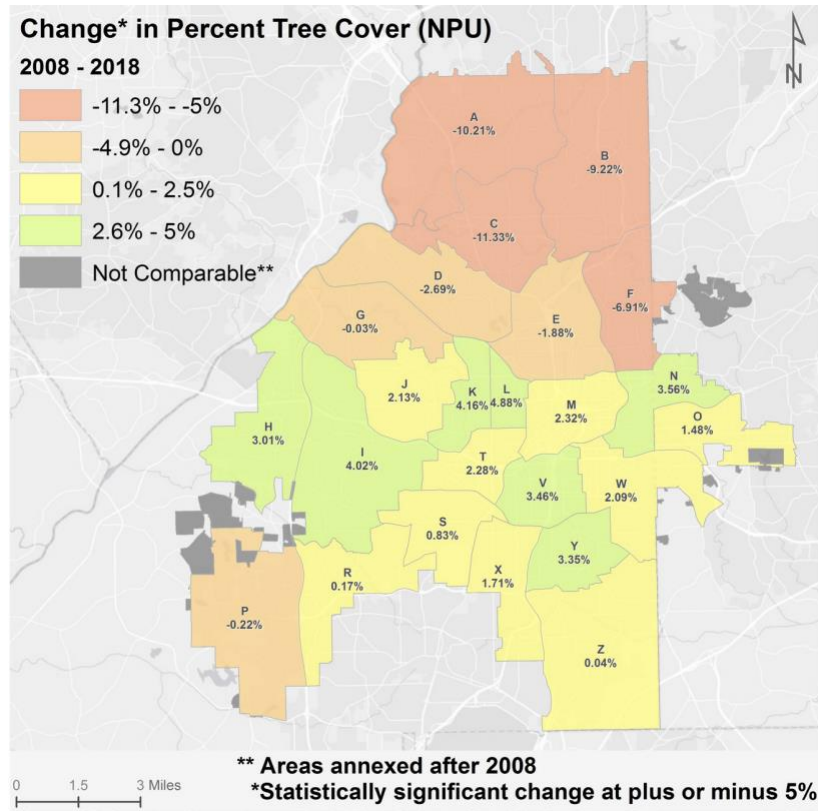 Change* in Percent Tree Cover (NPU)
2008 - 2018
-11.3% - -5%
-4.9% - 0%
0.1% - 2.5%
2.6% - 5%
Not Comparable**
N
A
-10.21%
B
-9.22%
C
-11.33%
D
-2.69%
E
-1.88%
F
-6.91%
G
-0.03%
H
3.01%
I
4.02%
J
2.13%
K
4.16%
L
4.88%
M
2.32%
N
3.56%
O
1.48%
T
2.28%
V
3.46%
W
2.09%
S
0.83%
Y
3.35%
X
1.71%
R
0.17%
P
-0.22%
Z
0.04%
** Areas annexed after 2008
*Statistically significant change at plus or minus 5%
0 1.5 3 Miles